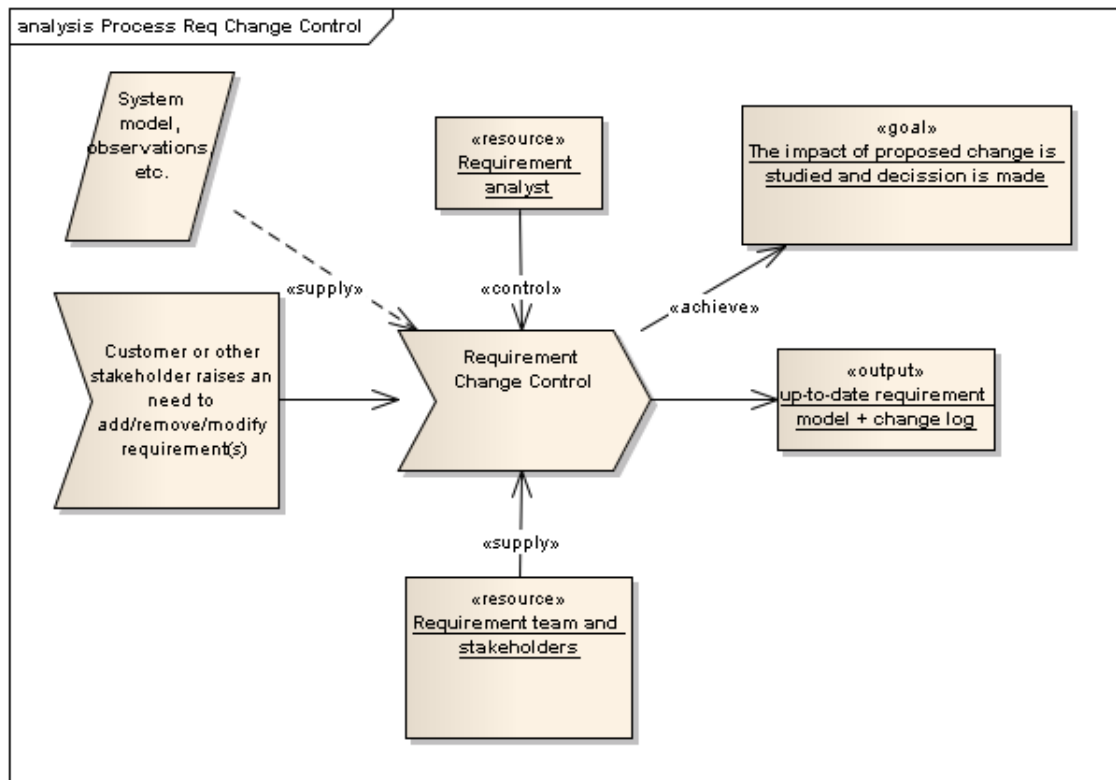 analysis Process Req Change Control
System
model,
observations,
etc.
«resource»
Requirement
analyst
«goal»
The impact of proposed change is
studied and decission is made
«supply»
«control»
«achieve»
Customer or other
stakeholder raises an
need to
add/remove/modify
requirement(s)
Requirement
Change Control
«output»
up-to-date requirement
model + change log
«supply»
«resource»
Requirement team and
stakeholders